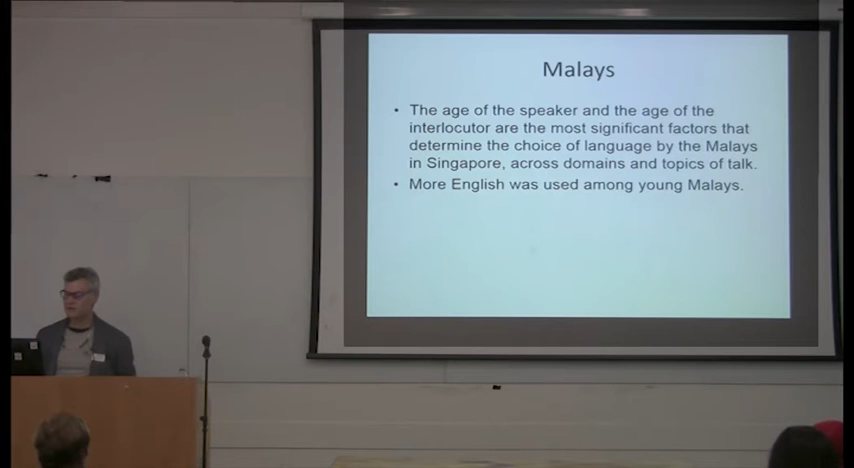 Malays
• The age of the speaker and the age of the
interlocutor are the most significant factors that
determine the choice of language by the Malays
in Singapore, across domains and topics of talk.
• More English was used among young Malays.